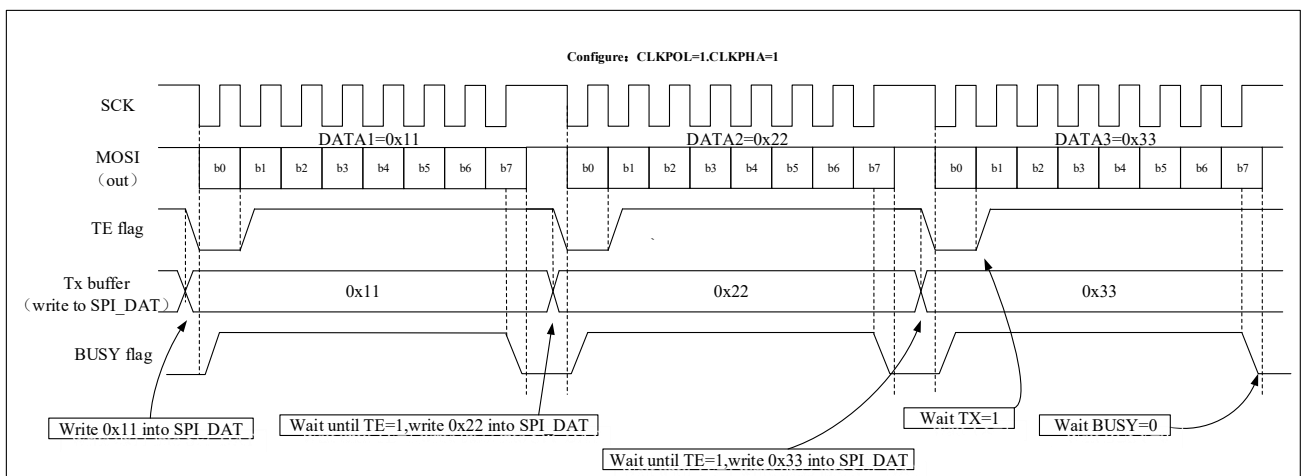 Configure：CLKPOL=1.CLKPHA=1
SCK
DATA1=0x11 DATA2=0x22 DATA3=0x33
MOSI
（out）
b0 b1 b2 b3 b4 b5 b6 b7 b0 b1 b2 b3 b4 b5 b6 b7 b0 b1 b2 b3 b4 b5 b6 b7
TE flag
Tx buffer
（write to SPI_DAT）
0x11 0x22 0x33
BUSY flag
Write 0x11 into SPI_DAT Wait until TE=1,write 0x22 into SPI_DAT Wait TX=1 Wait BUSY=0
Wait until TE=1,write 0x33 into SPI_DAT